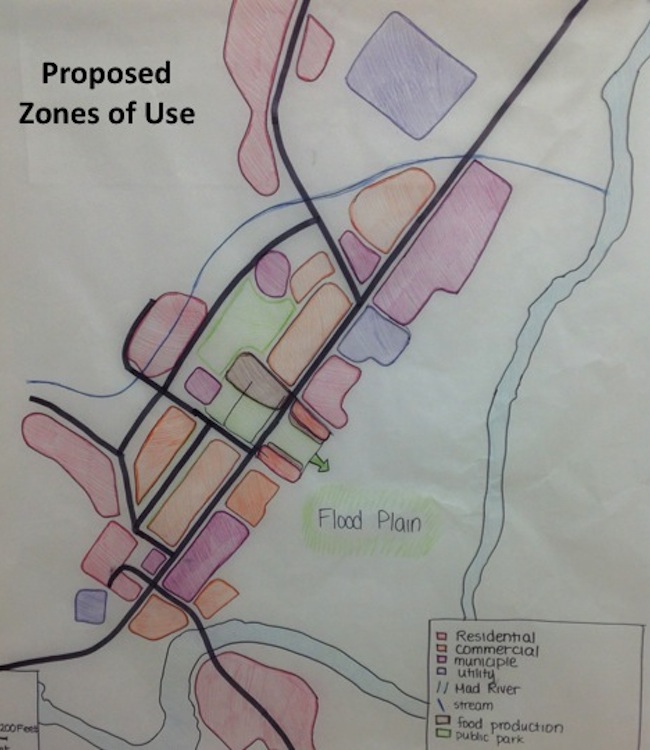 Proposed
Zones of Use
Flood Plain
Residential
commercial
municiple
utility
Mad River
stream
food production
public park
200 Feet